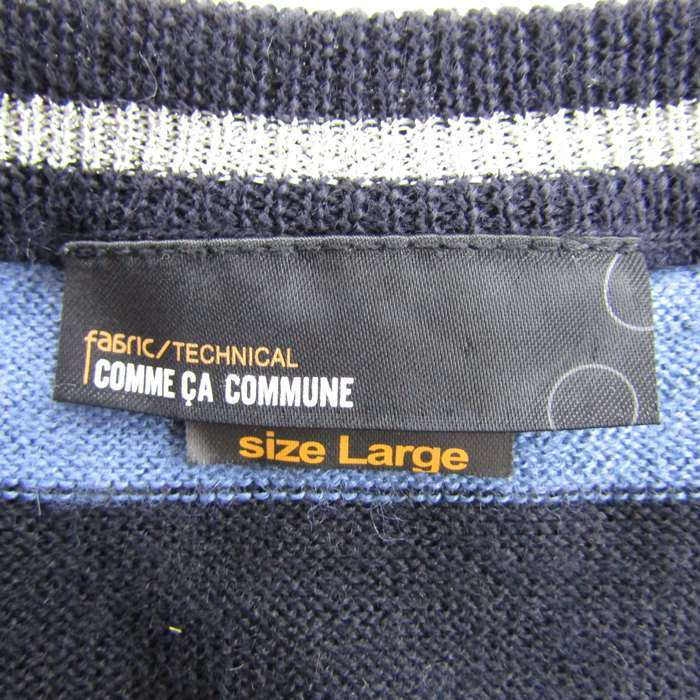 fabric/TECHNICAL
COMME ÇA COMMUNE
size Large